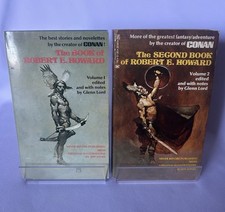 The best stories and novelettes
by the creator of CONAN!
The BOOK OF
ROBERT E. HOWARD
Volume 1
edited
and with notes
by Glenn Lord
More of the greatest fantasy/adventure
by the creator of CONAN
The SECOND BOOK
OF ROBERT E. HOWARD
Volume 2
edited
and with notes
by Glenn Lord